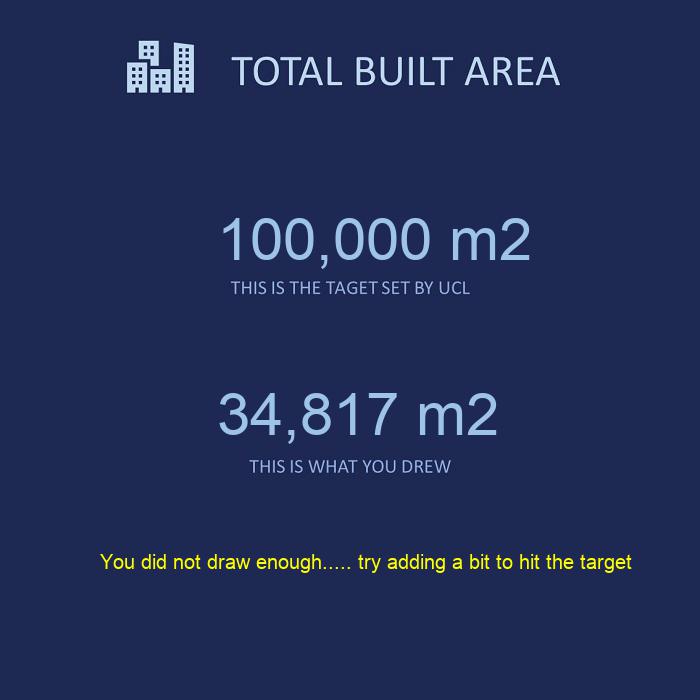 TOTAL BUILT AREA
100,000 m2
THIS IS THE TAGET SET BY UCL
34,817 m2
THIS IS WHAT YOU DREW
You did not draw enough..... try adding a bit to hit the target